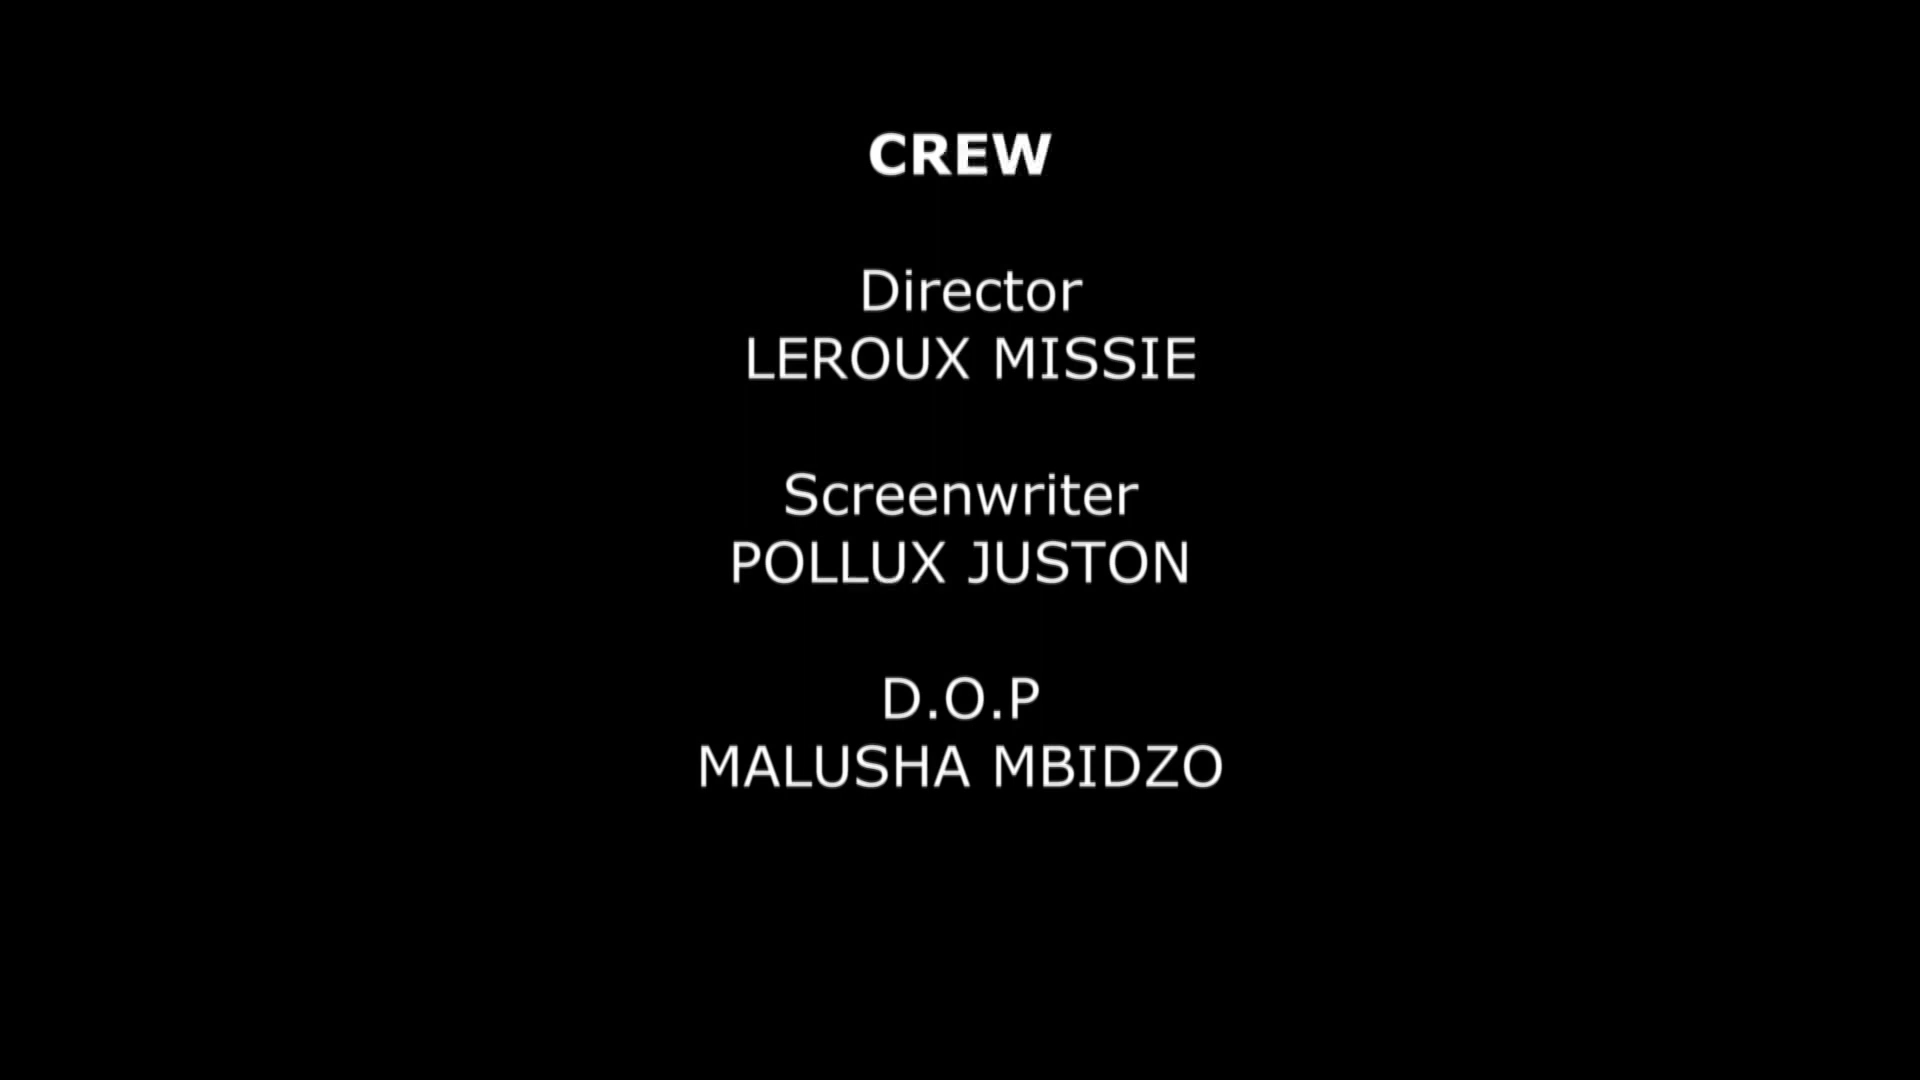 CREW
Director
LEROUX MISSIE
Screenwriter
POLLUX JUSTON
D.O.P
MALUSHA MBIDZO